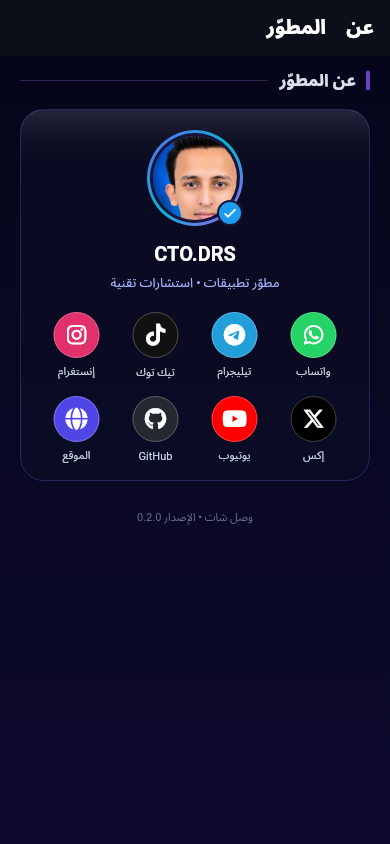 عن المطوّر
عن المطوّر
CTO.DRS
مطوّر تطبيقات • استشارات تقنية
واتساب
تيليجرام
تيك توك
إنستغرام
إكس
يوتيوب
GitHub
الموقع
وصل شات • الإصدار 0.2.0